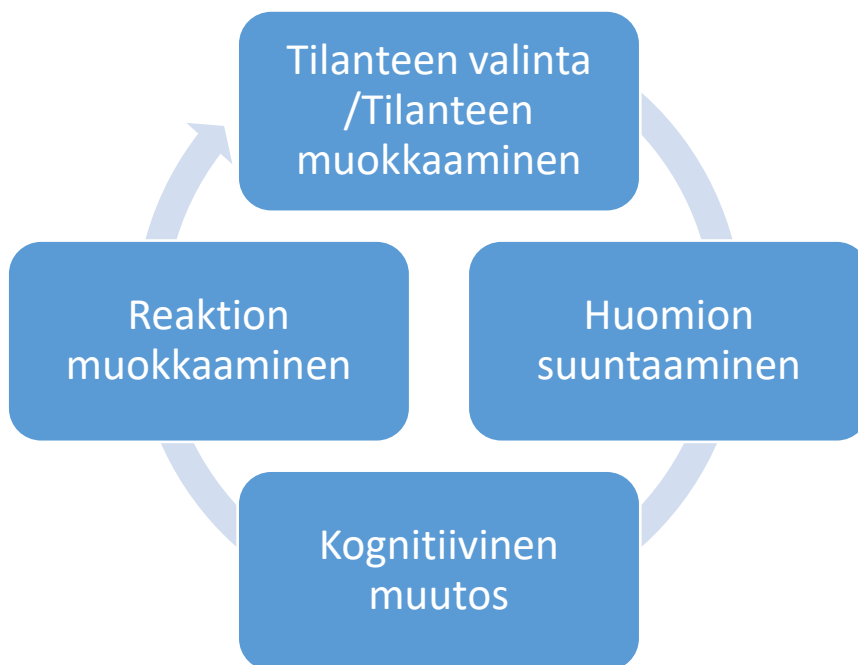 Tilanteen valinta
/Tilanteen
muokkaaminen
Huomion
suuntaaminen
Kognitiivinen
muutos
Reaktion
muokkaaminen